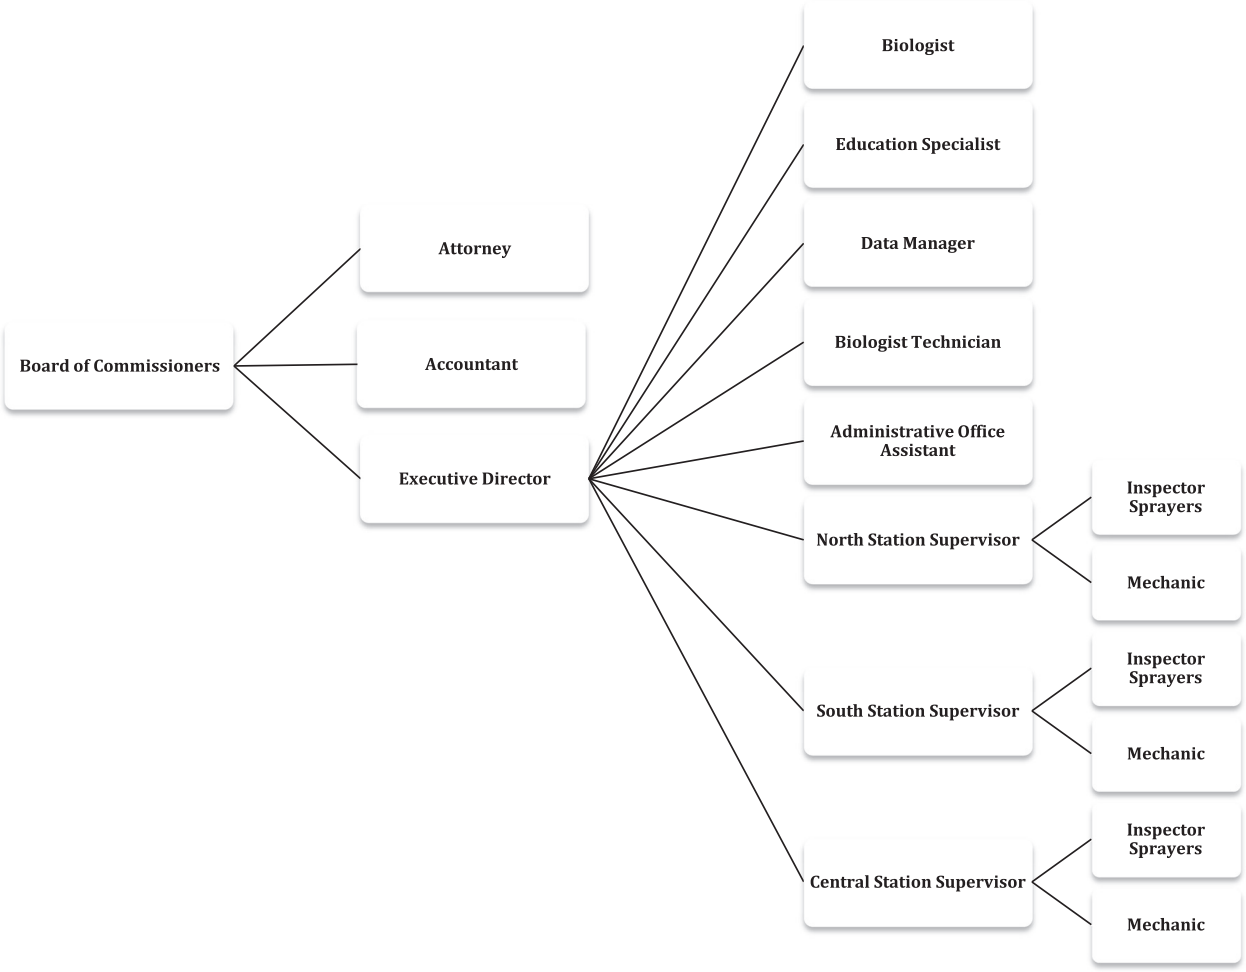 Board of Commissioners
Attorney
Accountant
Executive Director
Biologist
Education Specialist
Data Manager
Biologist Technician
Administrative Office
Assistant
North Station Supervisor
Inspector
Sprayers
Mechanic
South Station Supervisor
Inspector
Sprayers
Mechanic
Central Station Supervisor
Inspector
Sprayers
Mechanic